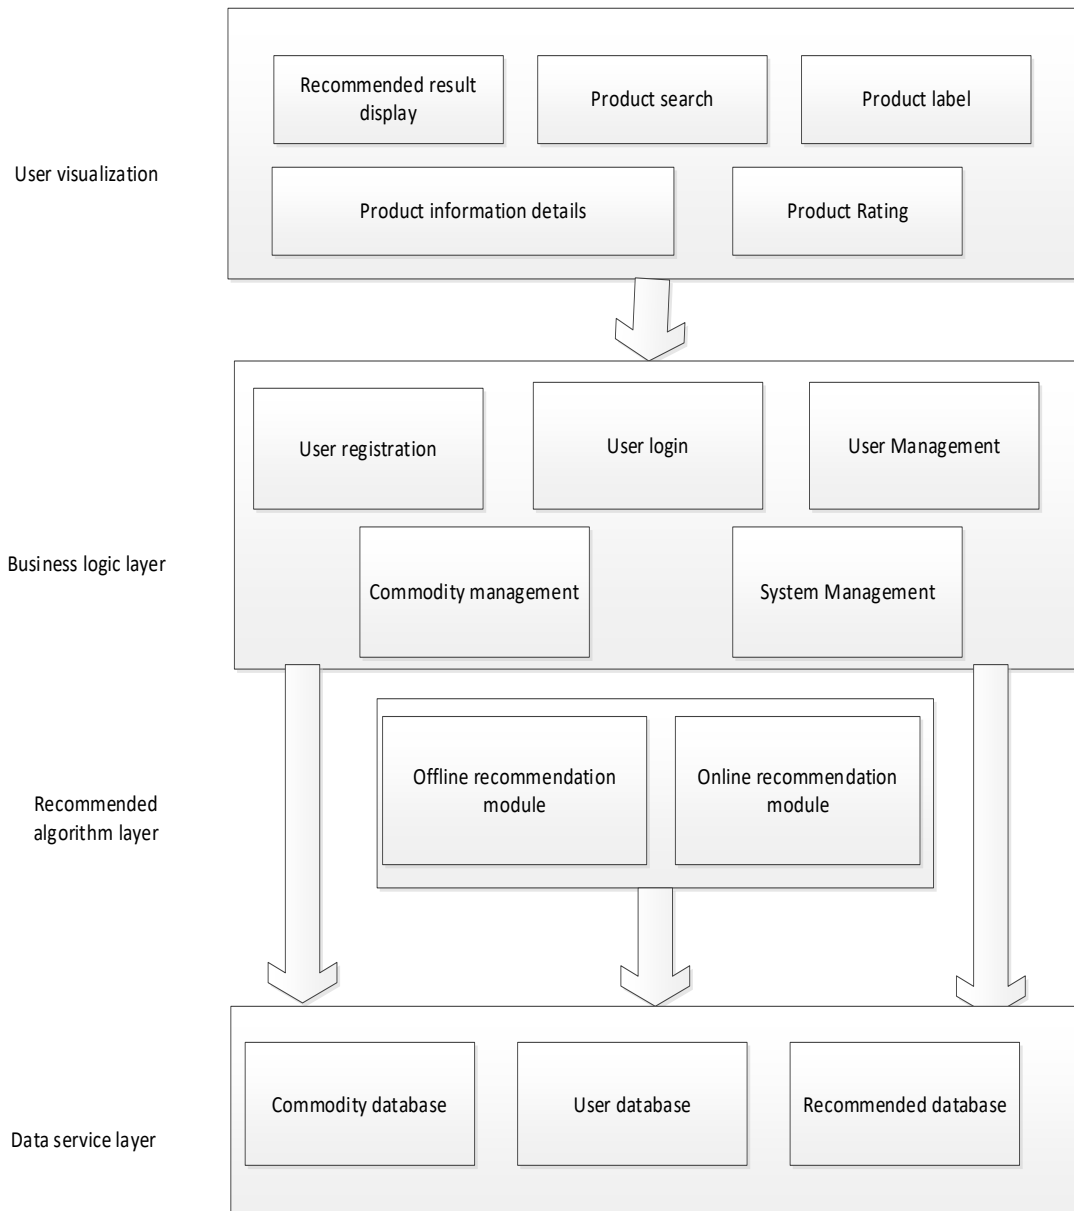 Recommended result
display
Product search
Product label
User visualization
Product information details
Product Rating
User registration
User login
User Management
Business logic layer
Commodity management
System Management
Recommended
algorithm layer
Offline recommendation
module
Online recommendation
module
Commodity database
User database
Recommended database
Data service layer